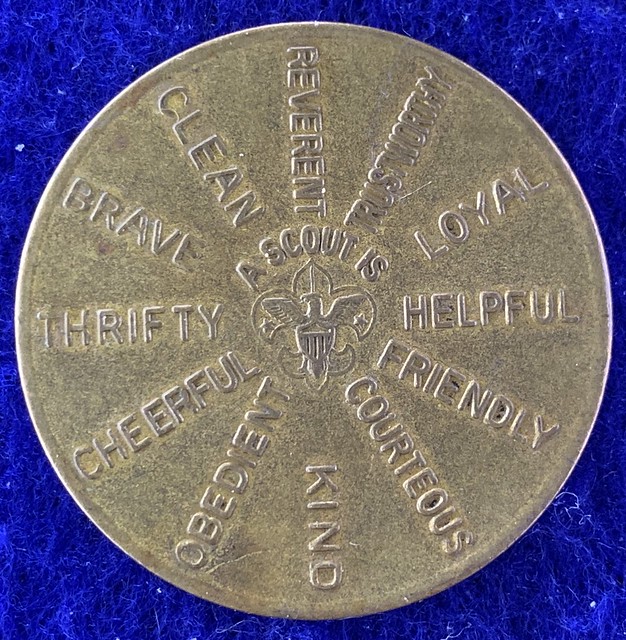 A SCOUT IS
TRUSTWORTHY
LOYAL
HELPFUL
FRIENDLY
COURTEOUS
KIND
OBEDIENT
CHEERFUL
THRIFTY
BRAVE
CLEAN
REVERENT